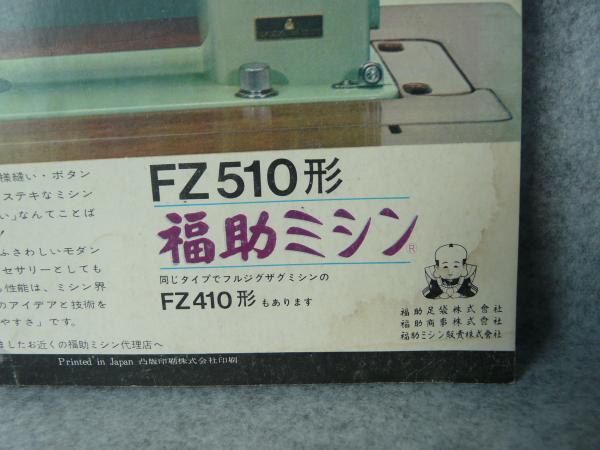 様縫い・ボタン
ステキなミシン
い」なんてことば
!
ふさわしいモダン
セサリーとしても
性能は、ミシン界
のアイデアと技術を
やすさ」です。
ましたお近くの福助ミシン代理店へ
FZ510形
福助ミシン®
同じタイプでフルジグザグミシンの
FZ410形もあります
福助足袋株式会社
福助商事株式会社
福助ミシン販売株式会社
Printed in Japan 凸版印刷株式会社印刷